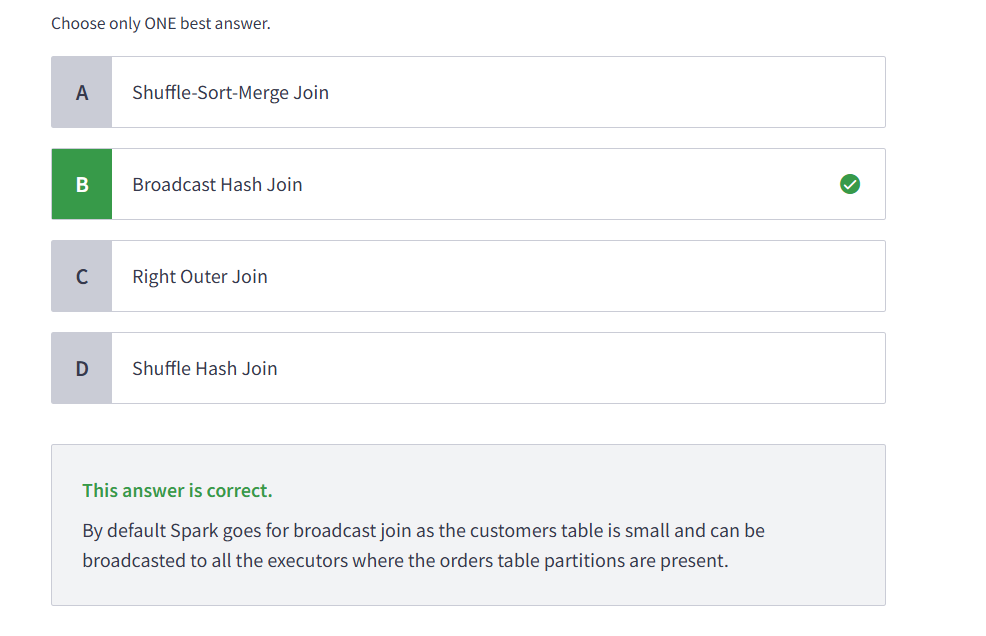 Choose only ONE best answer.
A
Shuffle-Sort-Merge Join
B
Broadcast Hash Join
C
Right Outer Join
D
Shuffle Hash Join
This answer is correct.
By default Spark goes for broadcast join as the customers table is small and can be
broadcasted to all the executors where the orders table partitions are present.